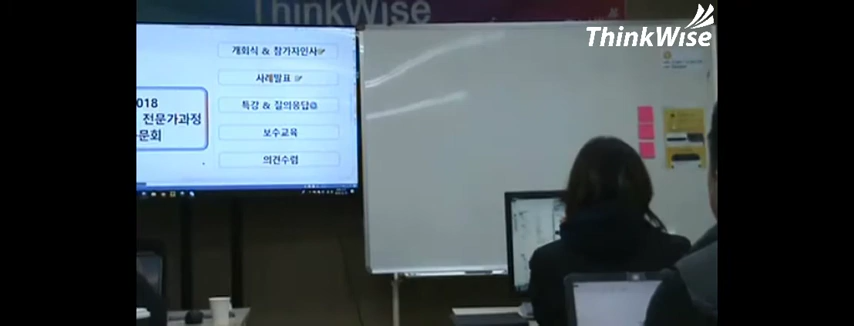 ThinkWise
ThinkWise
개회식 & 참가자인사
사례발표
특강 & 질의응답
보수교육
의견수렴
018
전문가과정
문회